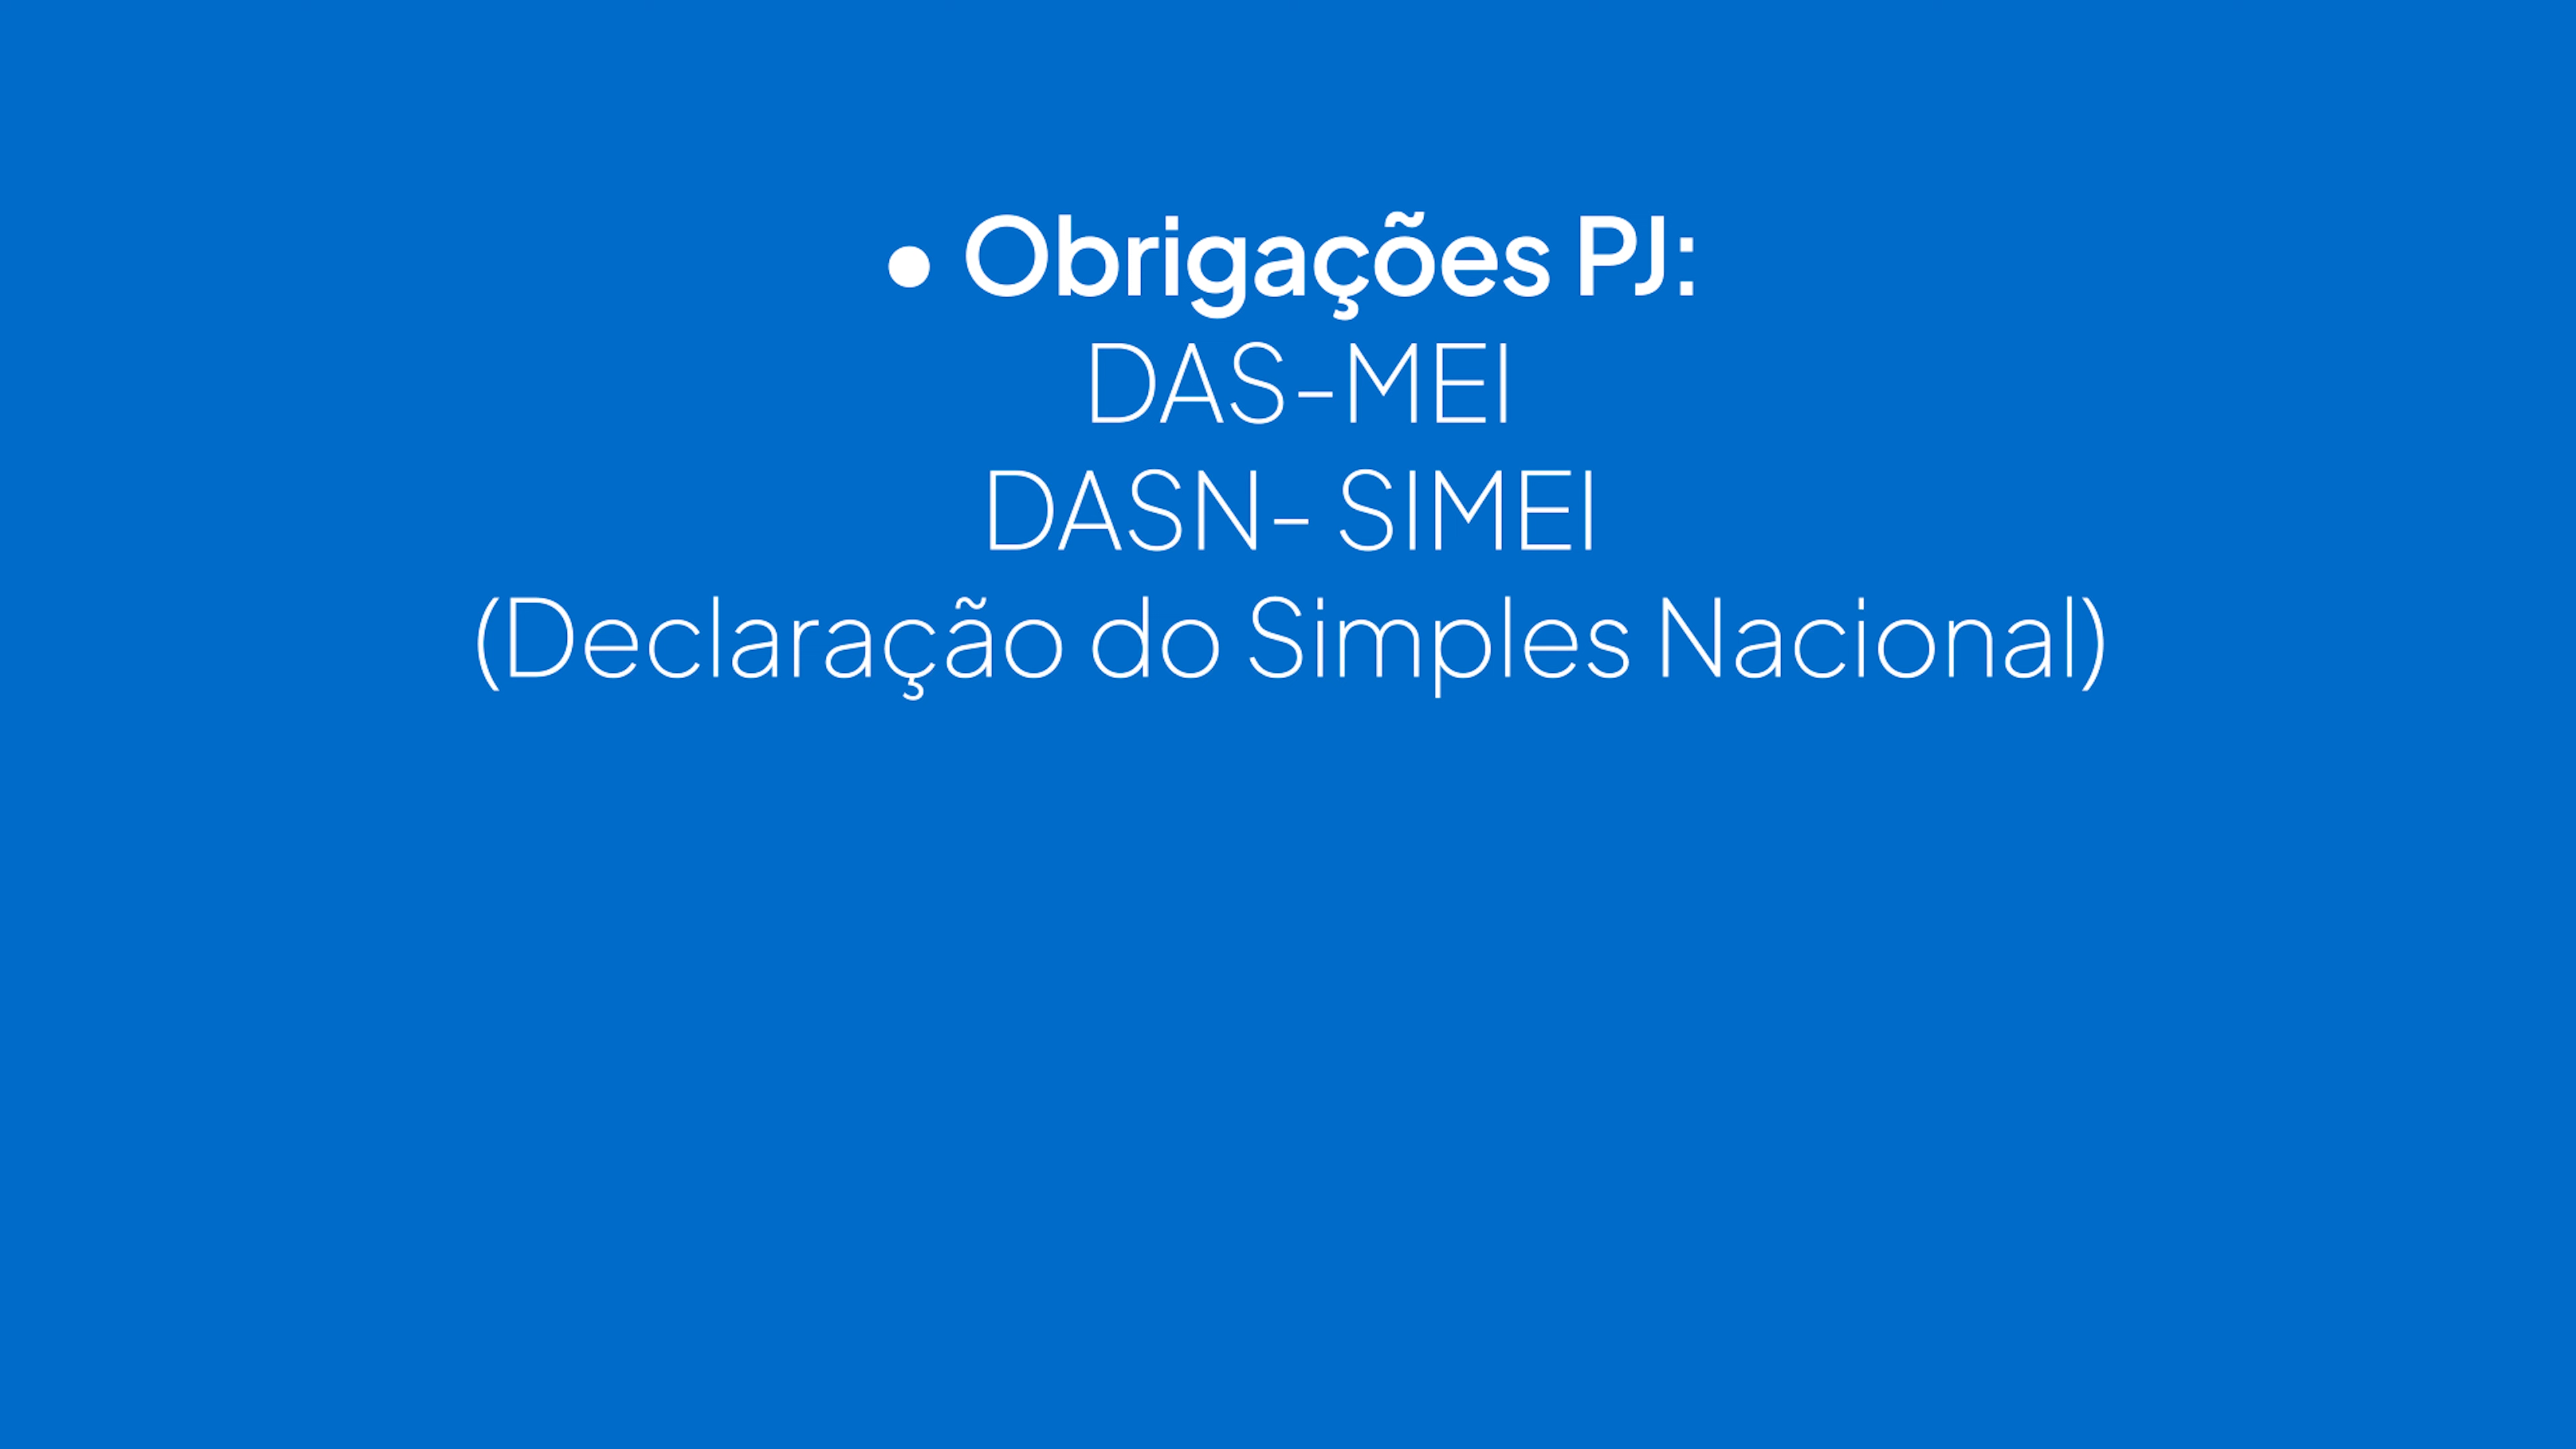 • Obrigações PJ:
DAS-MEI
DASN- SIMEI
(Declaração do Simples Nacional)